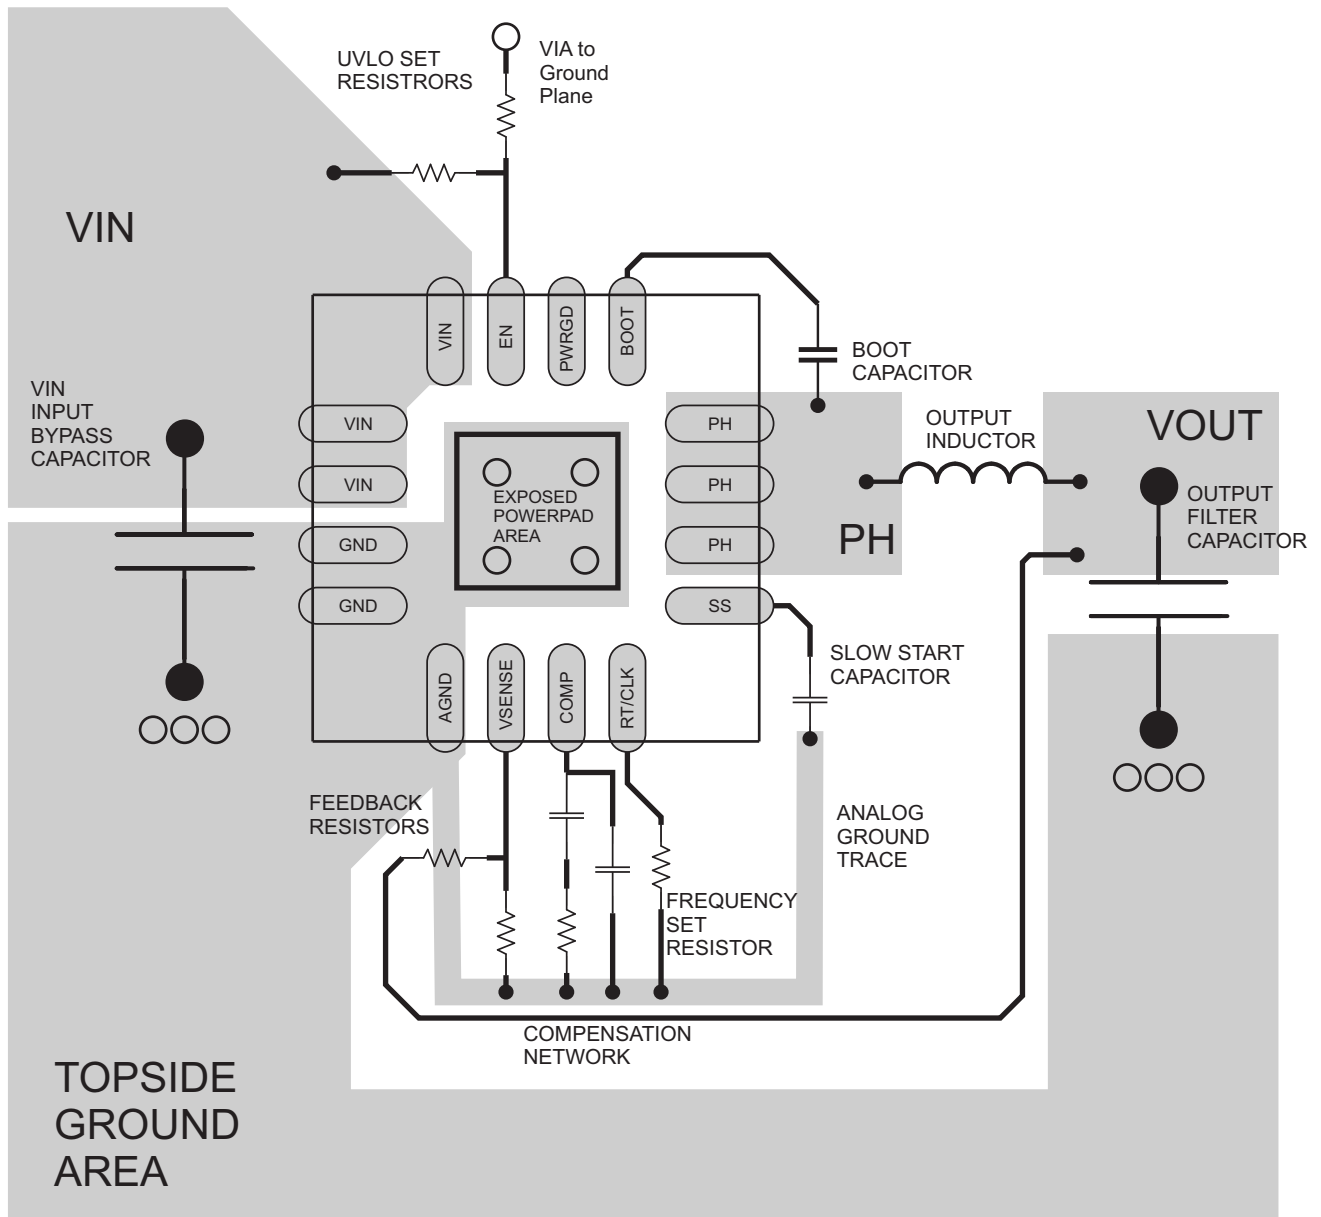 UVLO SET
RESISTRORS
VIA to
Ground
Plane
VIN
VIN
EN
PWRGD
BOOT
BOOT
CAPACITOR
VIN
INPUT
BYPASS
CAPACITOR
VIN
VIN
GND
GND
EXPOSED
POWERPAD
AREA
PH
PH
PH
SS
OUTPUT
INDUCTOR
VOUT
PH
OUTPUT
FILTER
CAPACITOR
AGND
VSENSE
COMP
RT/CLK
SLOW START
CAPACITOR
FEEDBACK
RESISTORS
ANALOG
GROUND
TRACE
FREQUENCY
SET
RESISTOR
COMPENSATION
NETWORK
TOPSIDE
GROUND
AREA